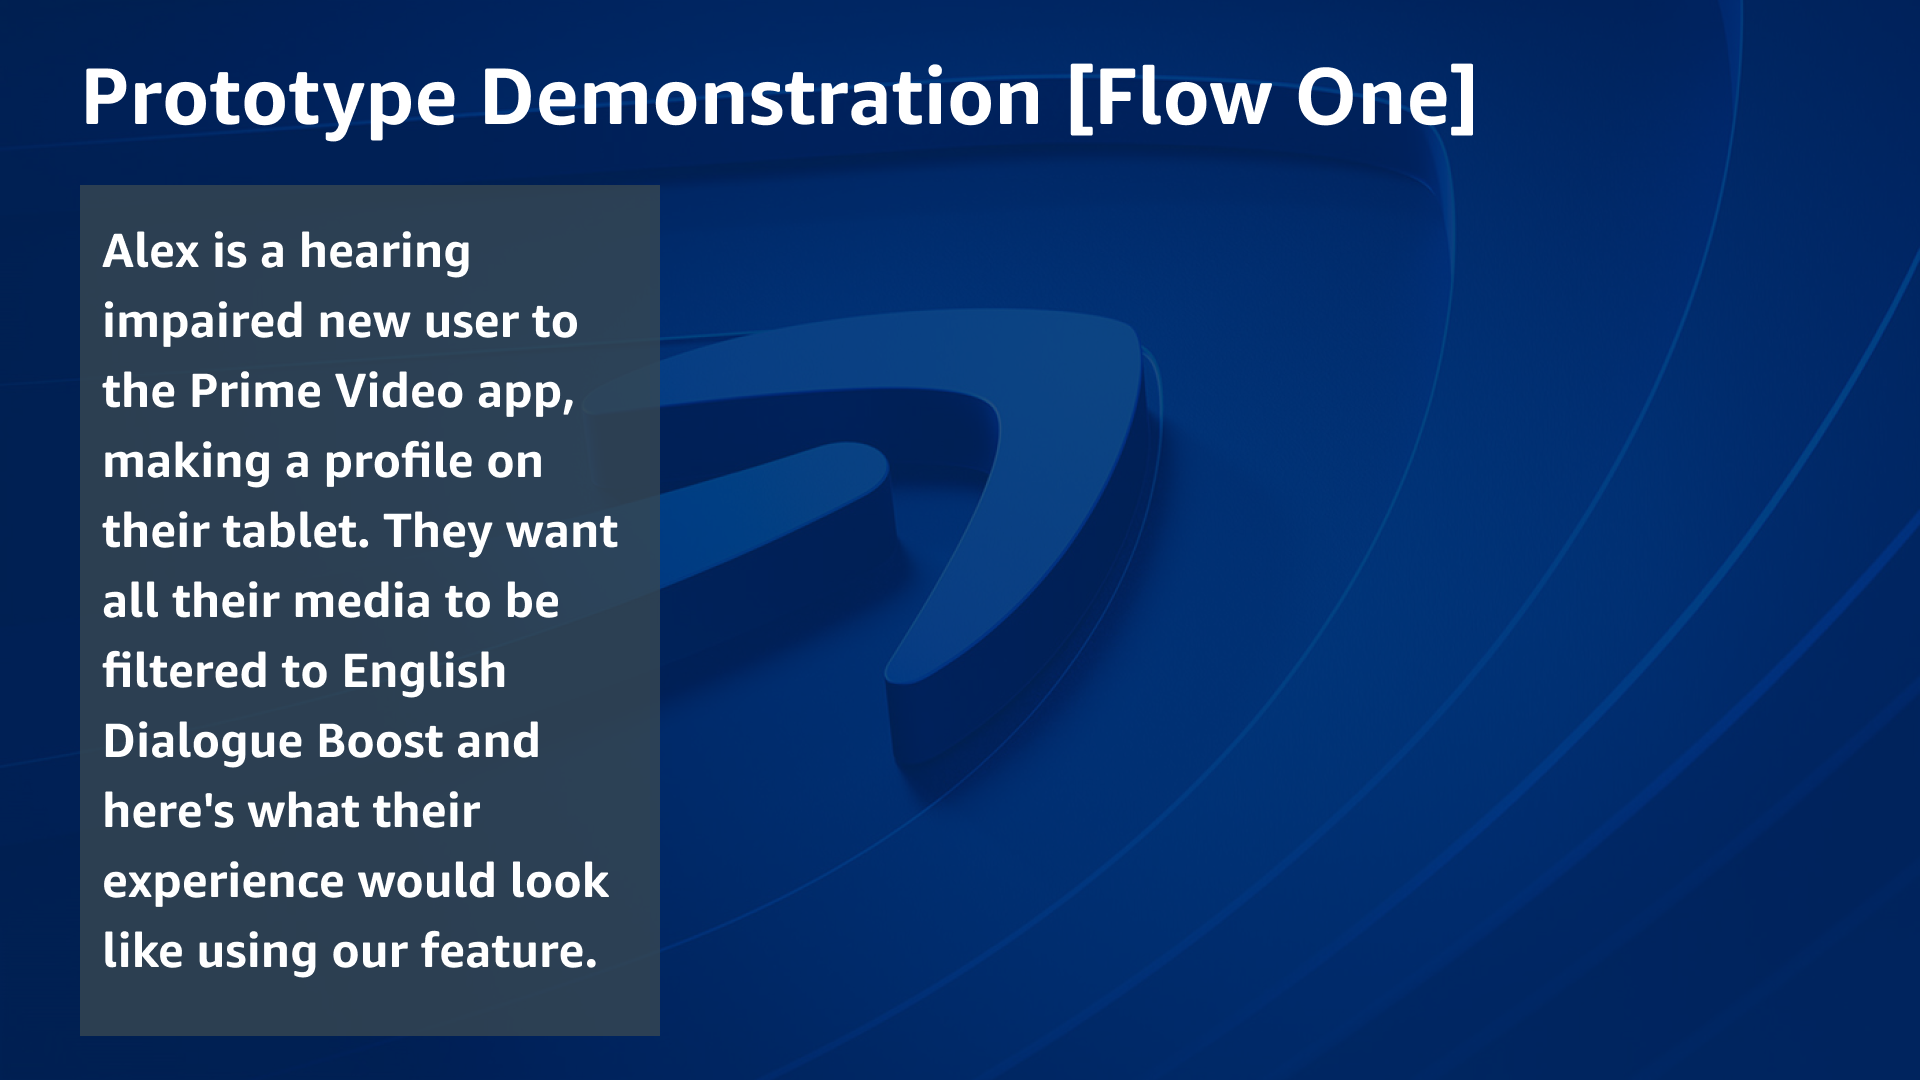 Prototype Demonstration [Flow One]
Alex is a hearing
impaired new user to
the Prime Video app,
making a profile on
their tablet. They want
all their media to be
filtered to English
Dialogue Boost and
here's what their
experience would look
like using our feature.